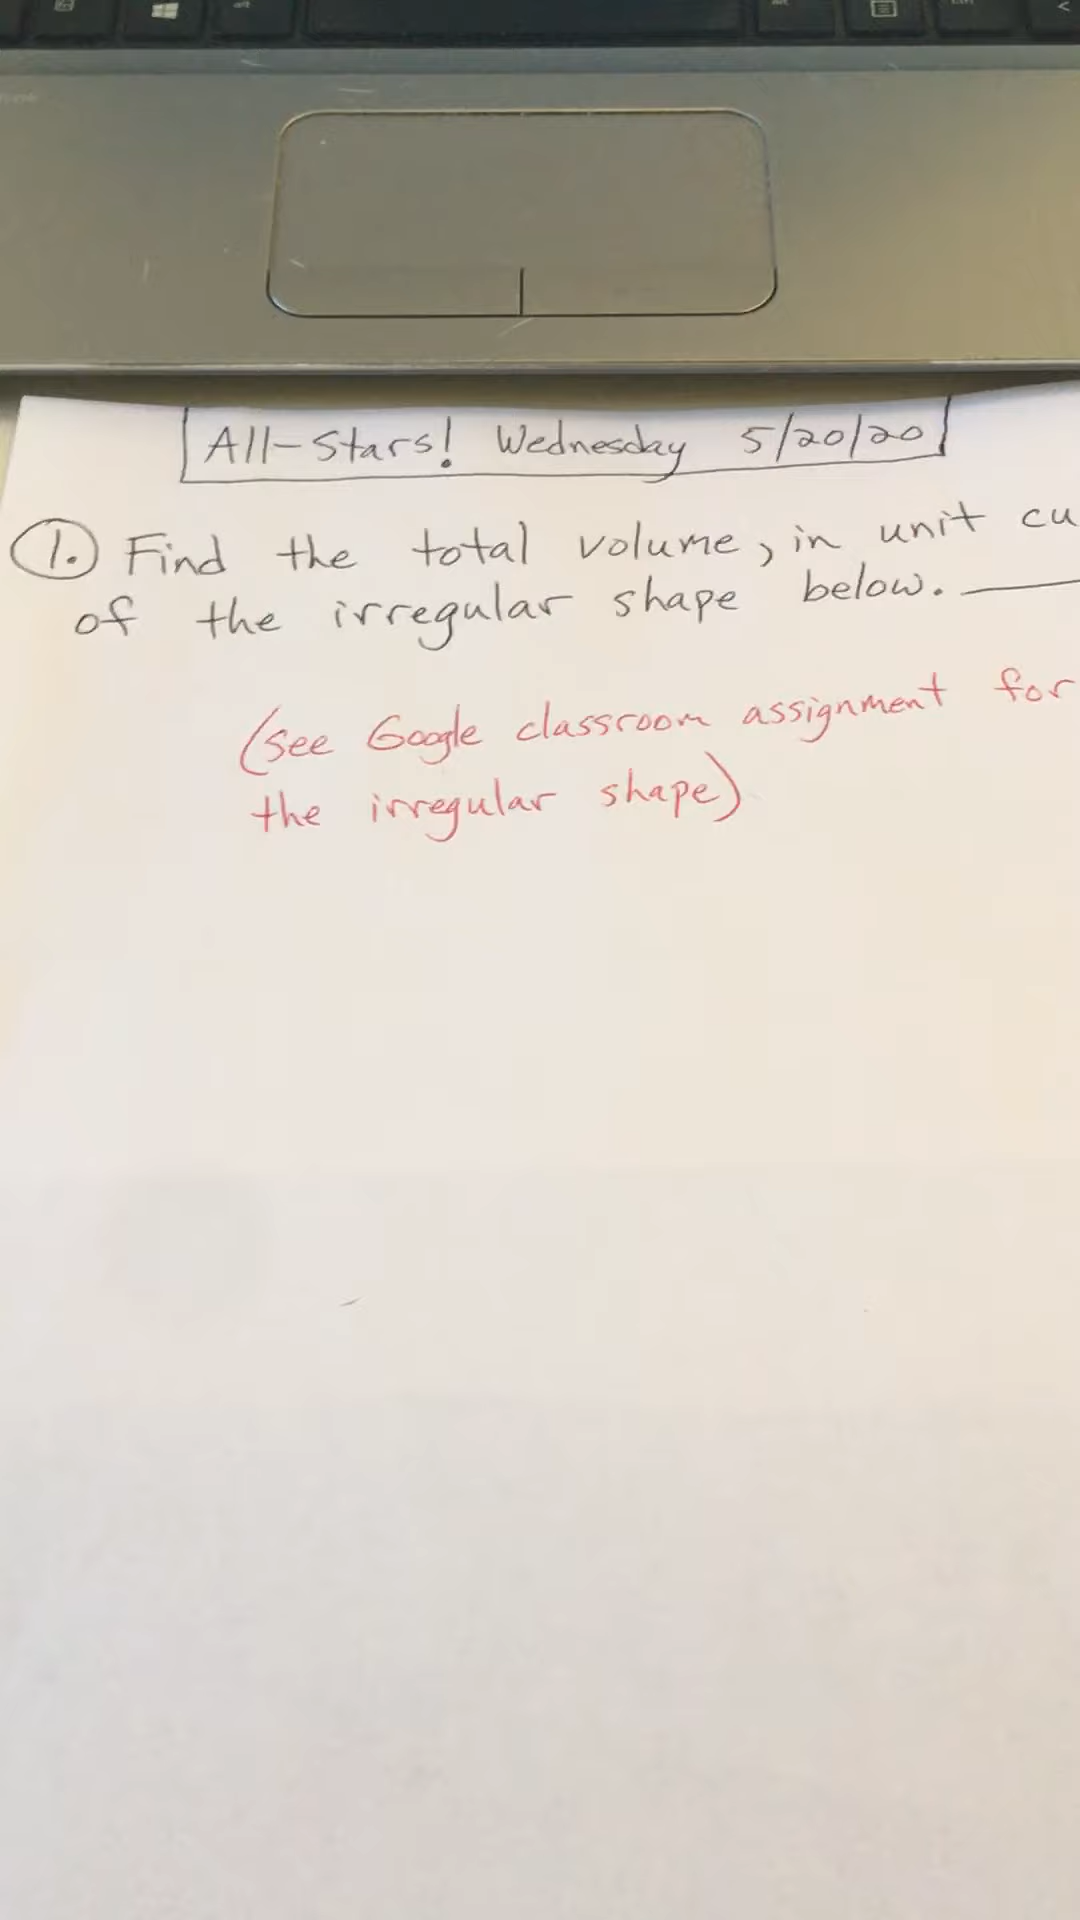 All-Stars! Wednesday 5/20/20
1. Find the total volume, in unit cu
of the irregular shape below.
(see Google classroom assignment for
the irregular shape)